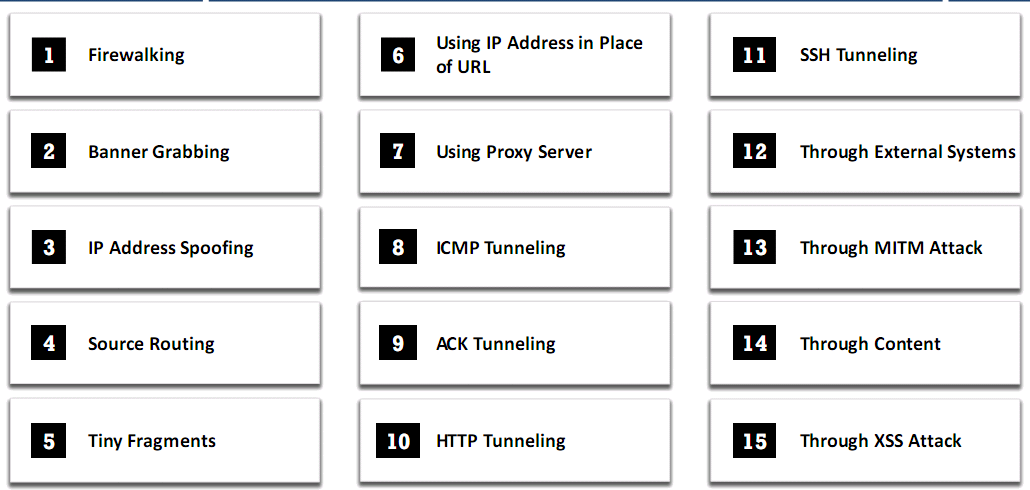 1 Firewalking
2 Banner Grabbing
3 IP Address Spoofing
4 Source Routing
5 Tiny Fragments
6 Using IP Address in Place
of URL
7 Using Proxy Server
8 ICMP Tunneling
9 ACK Tunneling
10 HTTP Tunneling
11 SSH Tunneling
12 Through External Systems
13 Through MITM Attack
14 Through Content
15 Through XSS Attack